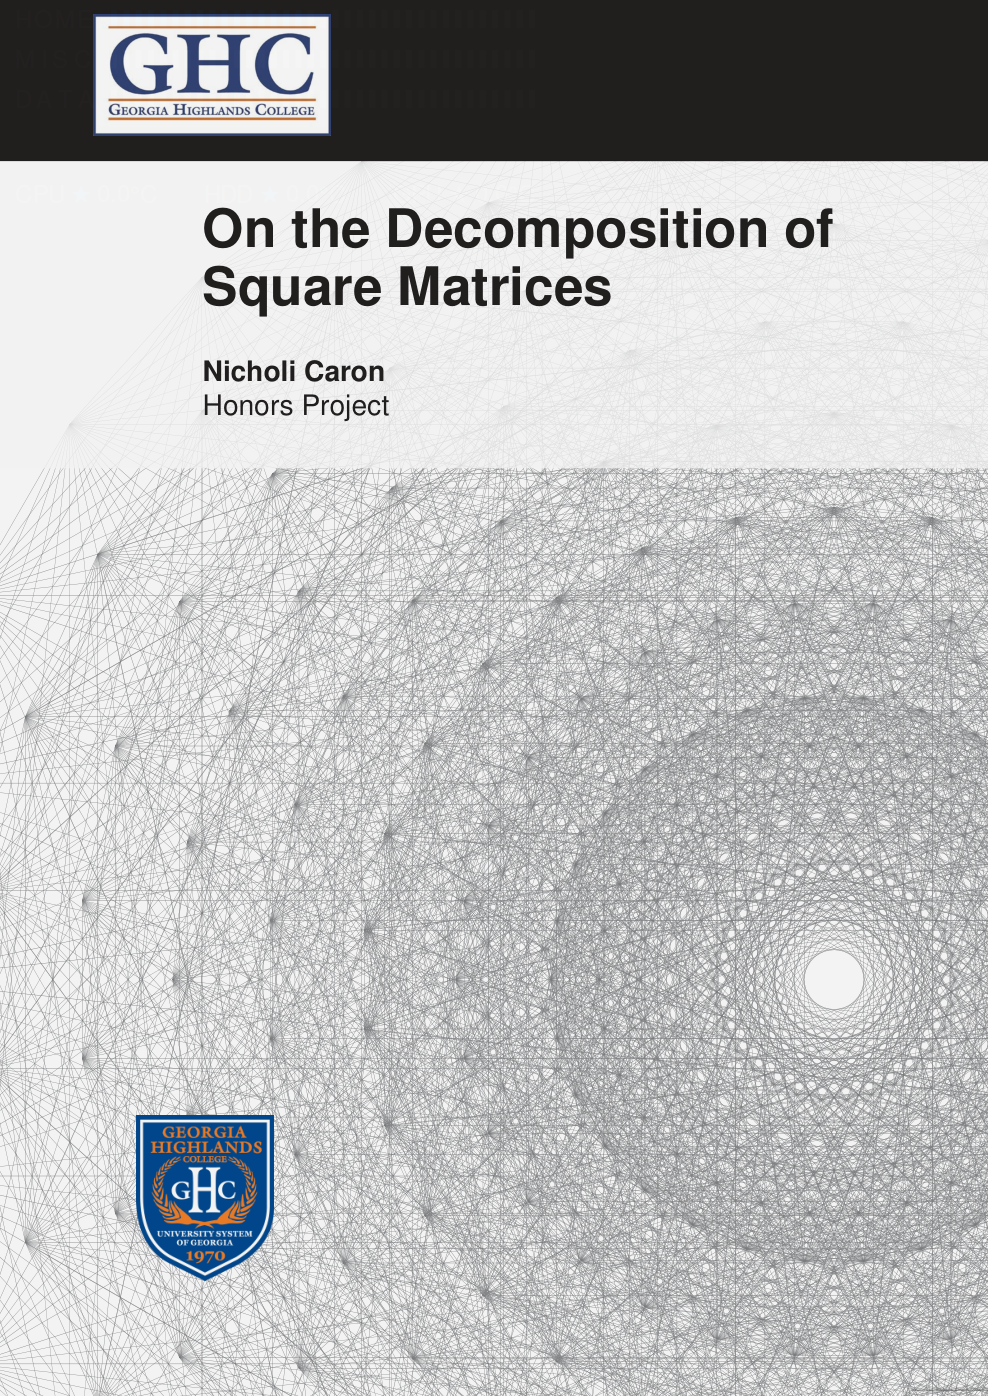 GHC
GEORGIA HIGHLANDS COLLEGE
On the Decomposition of
Square Matrices
Nicholi Caron
Honors Project
GEORGIA
HIGHLANDS
COLLEGE
GHC
UNIVERSITY SYSTEM
OF GEORGIA
1970